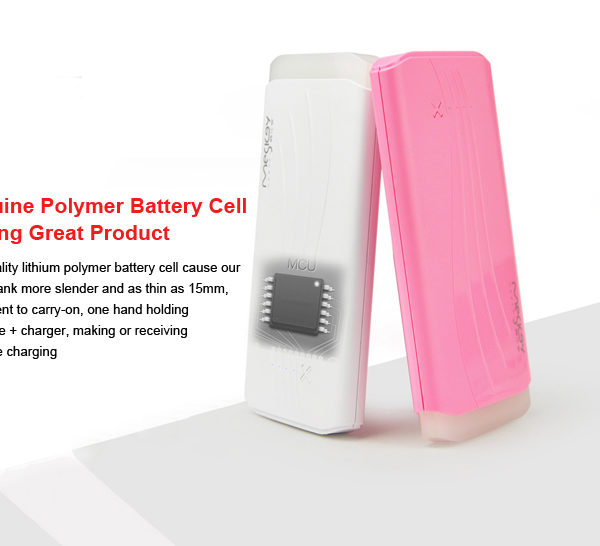 uine Polymer Battery Cell
ng Great Product
lity lithium polymer battery cell cause our
ank more slender and as thin as 15mm,
ent to carry-on, one hand holding
e + charger, making or receiving
e charging
MCU